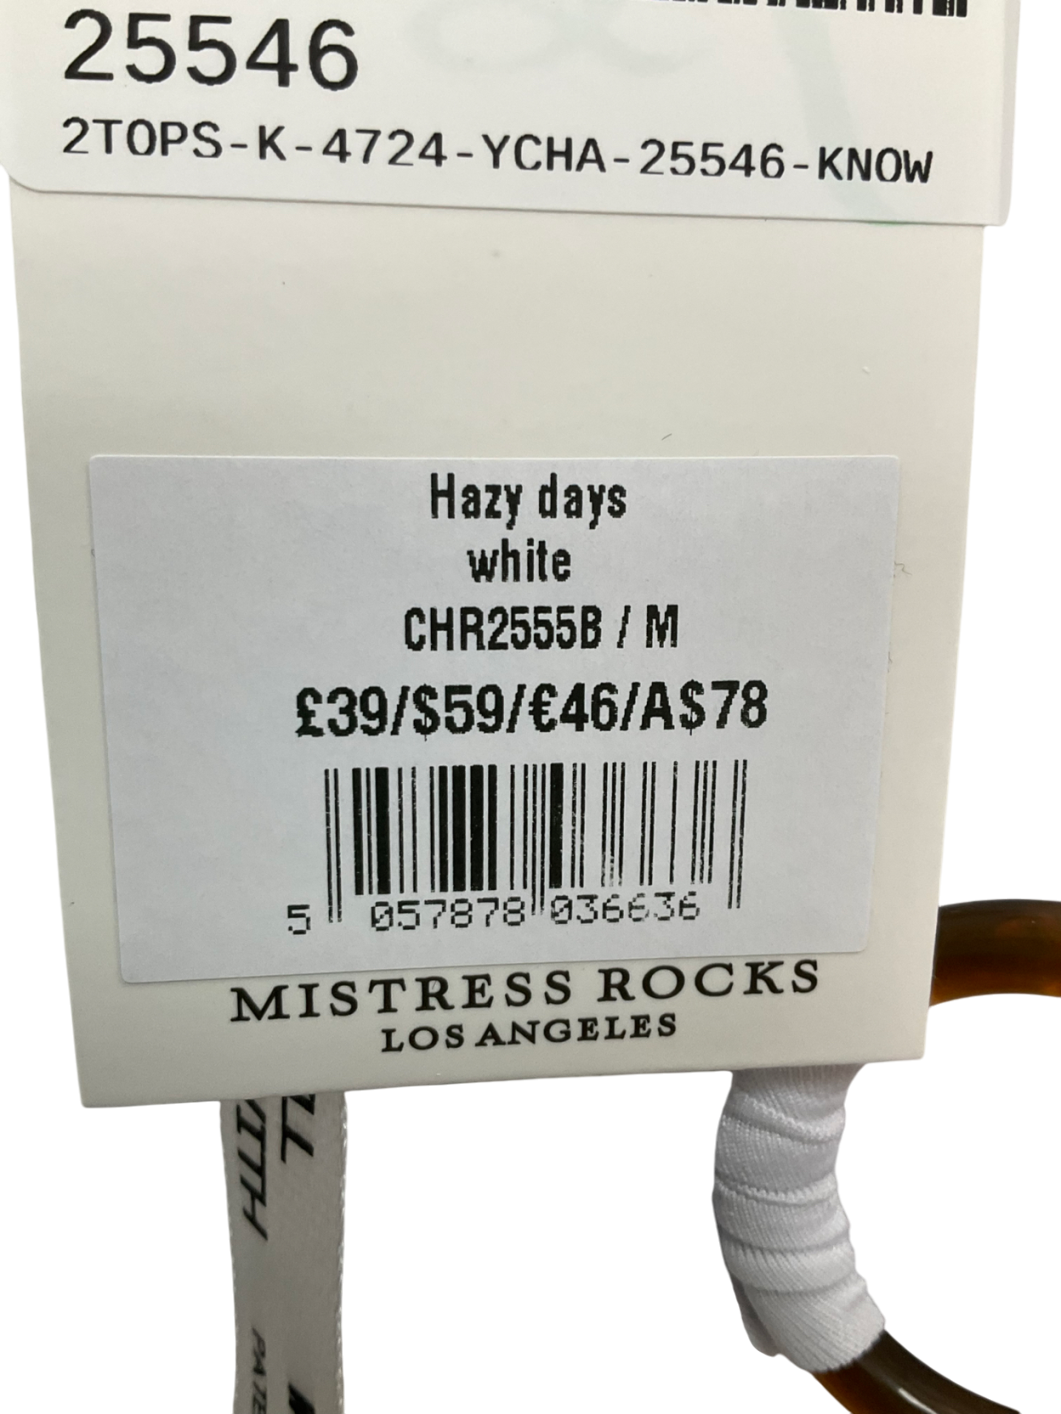 25546
2TOPS-K-4724-YCHA-25546-KNOW
Hazy days
white
CHR2555B / M
£39/$59/€46/A$78
5 057878 036636
MISTRESS ROCKS
LOS ANGELES